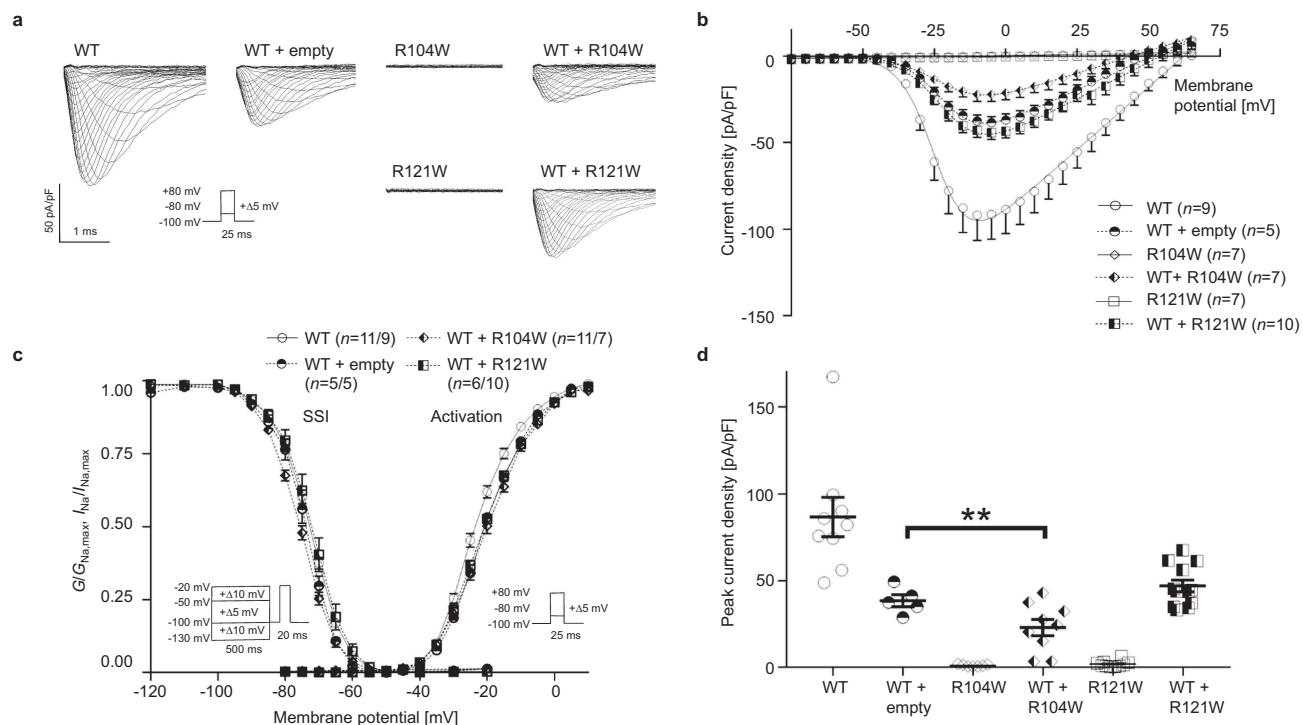 a
WT
WT + empty
R104W
WT + R104W
R121W
WT + R121W
50 pA/pF
1 ms
+80 mV
-80 mV
-100 mV
+Δ5 mV
25 ms
b
-50
-25
0
25
50
75
0
-50
-100
-150
Current density [pA/pF]
Membrane
potential [mV]
WT (n=9)
WT + empty (n=5)
R104W (n=7)
WT+ R104W (n=7)
R121W (n=7)
WT + R121W (n=10)
c
WT (n=11/9)
WT + R104W (n=11/7)
WT + empty
(n=5/5)
WT + R121W
(n=6/10)
SSI
Activation
1.00
0.75
0.50
0.25
0.00
G/GNa,max, INa/INa,max
-20 mV
-50 mV
-100 mV
-130 mV
+Δ10 mV
+Δ5 mV
+Δ10 mV
20 ms
500 ms
+80 mV
-80 mV
-100 mV
+Δ5 mV
25 ms
-120
-100
-80
-60
-40
-20
0
Membrane potential [mV]
d
150
100
50
0
Peak current density [pA/pF]
**
WT
WT +
empty
R104W
WT +
R104W
R121W
WT +
R121W